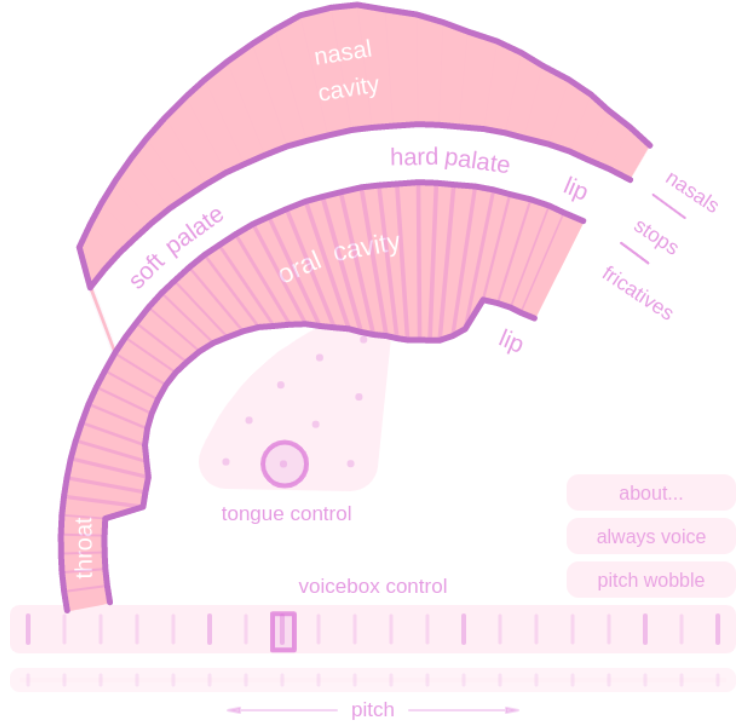 nasal
cavity
hard palate
lip
nasals
soft palate
stops
oral cavity
fricatives
lip
tongue control
throat
about...
always voice
pitch wobble
voicebox control
pitch